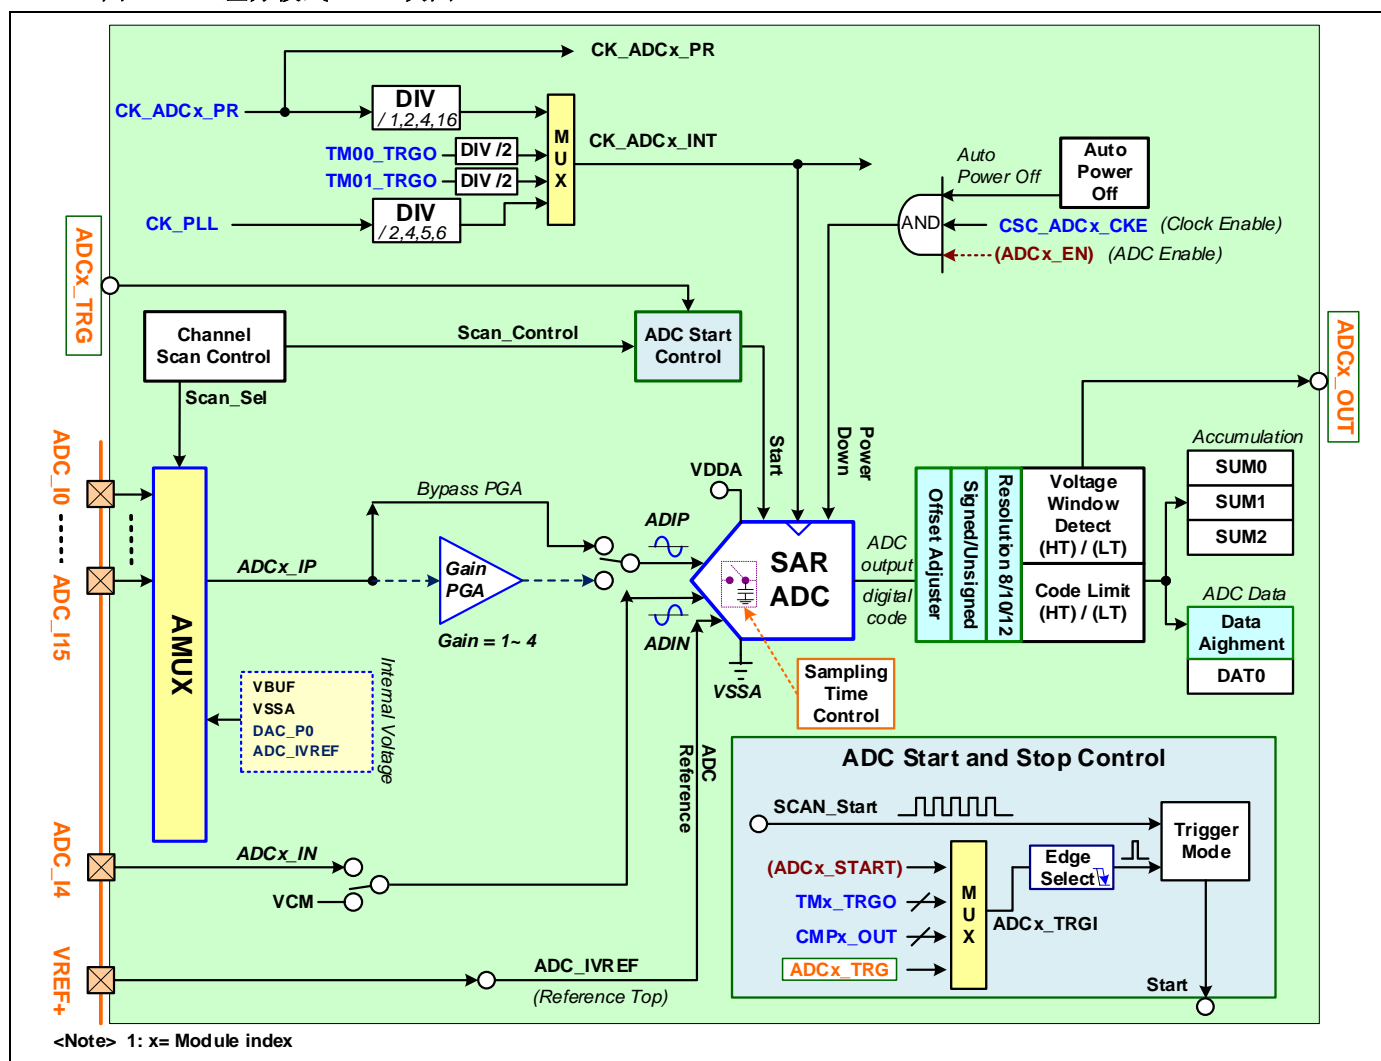 CK_ADCx_PR
CK_ADCx_PR
DIV
/ 1,2,4,16
TM00_TRGO
DIV /2
TM01_TRGO
DIV /2
CK_PLL
DIV
/ 2,4,5,6
MUX
CK_ADCx_INT
Auto
Power Off
Auto
Power
Off
AND
CSC_ADCx_CKE
(Clock Enable)
(ADCx_EN)
(ADC Enable)
ADCx_TRG
Channel
Scan Control
Scan_Control
ADC Start
Control
Scan_Sel
Start
Power
Down
ADCx_OUT
ADC_I0
ADC_I15
AMUX
ADCx_IP
Bypass PGA
Gain
PGA
Gain = 1~ 4
ADIP
ADIN
VDDA
VSSA
SAR
ADC
ADC
output
digital
code
Offset Adjuster
Signed/Unsigned
Resolution 8/10/12
Voltage
Window
Detect
(HT) / (LT)
Code Limit
(HT) / (LT)
Accumulation
SUM0
SUM1
SUM2
ADC Data
Data
Aighment
DAT0
Sampling
Time
Control
VBUF
VSSA
DAC_P0
ADC_IVREF
Internal Voltage
ADC
Reference
ADC_I4
ADCx_IN
VCM
VREF+
ADC_IVREF
(Reference Top)
ADC Start and Stop Control
SCAN_Start
(ADCx_START)
TMx_TRGO
CMPx_OUT
ADCx_TRG
MUX
ADCx_TRGI
Edge
Select
Trigger
Mode
Start
<Note> 1: x= Module index